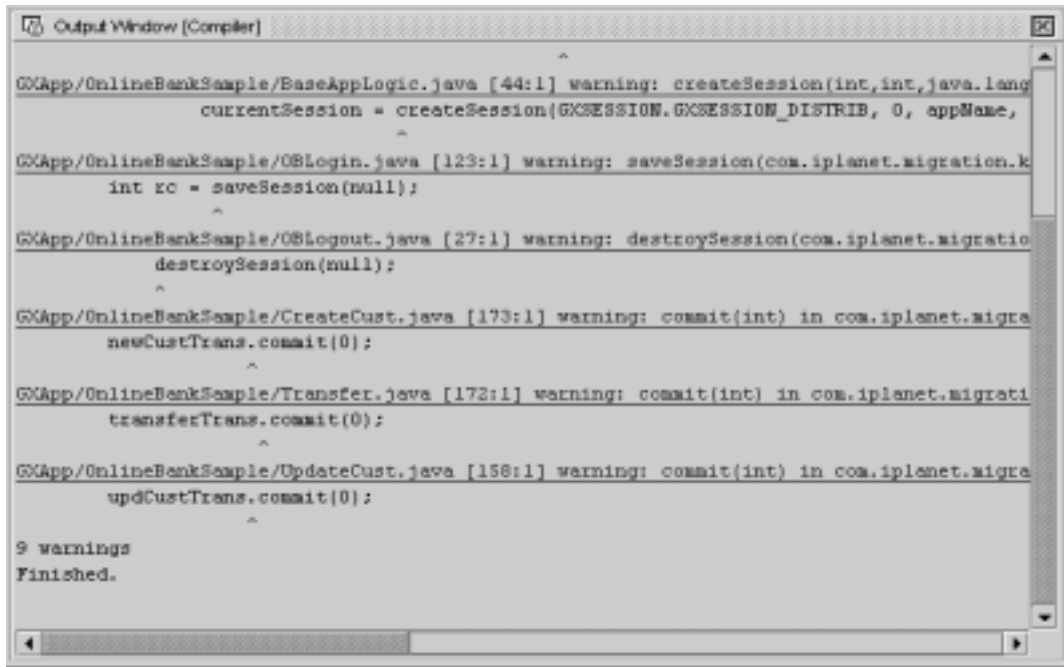 Output Window [Compiler]
^
GXApp/OnlineBankSample/BaseAppLogic.java [44:1] warning: createSession(int,int,java.lang
currentSession = createSession(GXSESSION.GXSESSION_DISTRIB, 0, appName,
^
GXApp/OnlineBankSample/OBLogin.java [123:1] warning: saveSession(com.iplanet.migration.k
int rc = saveSession(null);
^
GXApp/OnlineBankSample/OBLogout.java [27:1] warning: destroySession(com.iplanet.migratio
destroySession(null);
^
GXApp/OnlineBankSample/CreateCust.java [173:1] warning: commit(int) in com.iplanet.migra
newCustTrans.commit(0);
^
GXApp/OnlineBankSample/Transfer.java [172:1] warning: commit(int) in com.iplanet.migrati
transferTrans.commit(0);
^
GXApp/OnlineBankSample/UpdateCust.java [158:1] warning: commit(int) in com.iplanet.migra
updCustTrans.commit(0);
^
9 warnings
Finished.